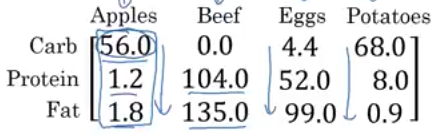 Apples Beef Eggs Potatoes
Carb 56.0 0.0 4.4 68.0
Protein 1.2 104.0 52.0 8.0
Fat 1.8 135.0 99.0 0.9